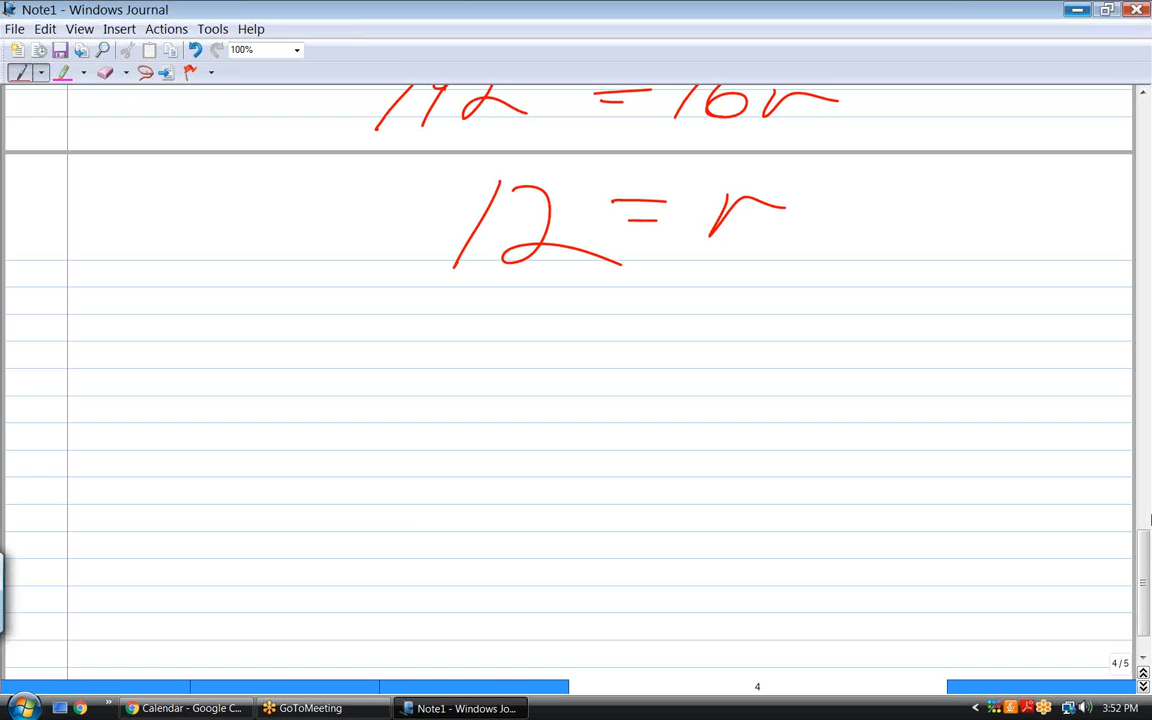 Note1 - Windows Journal
File Edit View Insert Actions Tools Help
100%
192 = 16r
12 = r
4 / 5
4
» Calendar - Google C... GoToMeeting Note1 - Windows Jo... < 3:52 PM